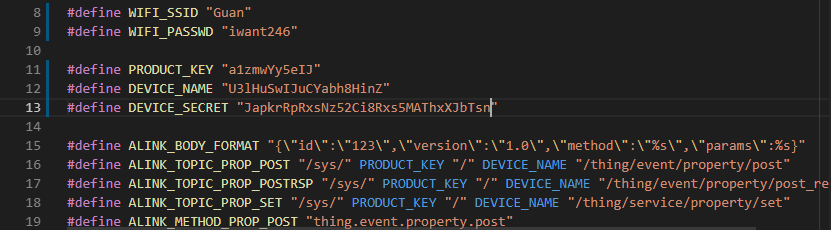 8 #define WIFI_SSID "Guan"
9 #define WIFI_PASSWD "iwant246"
10
11 #define PRODUCT_KEY "a1zmwYy5eIJ"
12 #define DEVICE_NAME "U3lHuSwIJuCYabh8HinZ"
13 #define DEVICE_SECRET "JapkrRpRxsNz52Ci8Rxs5MAThxXJbTsn"
14
15 #define ALINK_BODY_FORMAT "{\"id\":\"123\",\"version\":\"1.0\",\"method\":\"%s\",\"params\":%s}"
16 #define ALINK_TOPIC_PROP_POST "/sys/" PRODUCT_KEY "/" DEVICE_NAME "/thing/event/property/post"
17 #define ALINK_TOPIC_PROP_POSTRSP "/sys/" PRODUCT_KEY "/" DEVICE_NAME "/thing/event/property/post_re
18 #define ALINK_TOPIC_PROP_SET "/sys/" PRODUCT_KEY "/" DEVICE_NAME "/thing/service/property/set"
19 #define ALINK_METHOD_PROP_POST "thing.event.property.post"